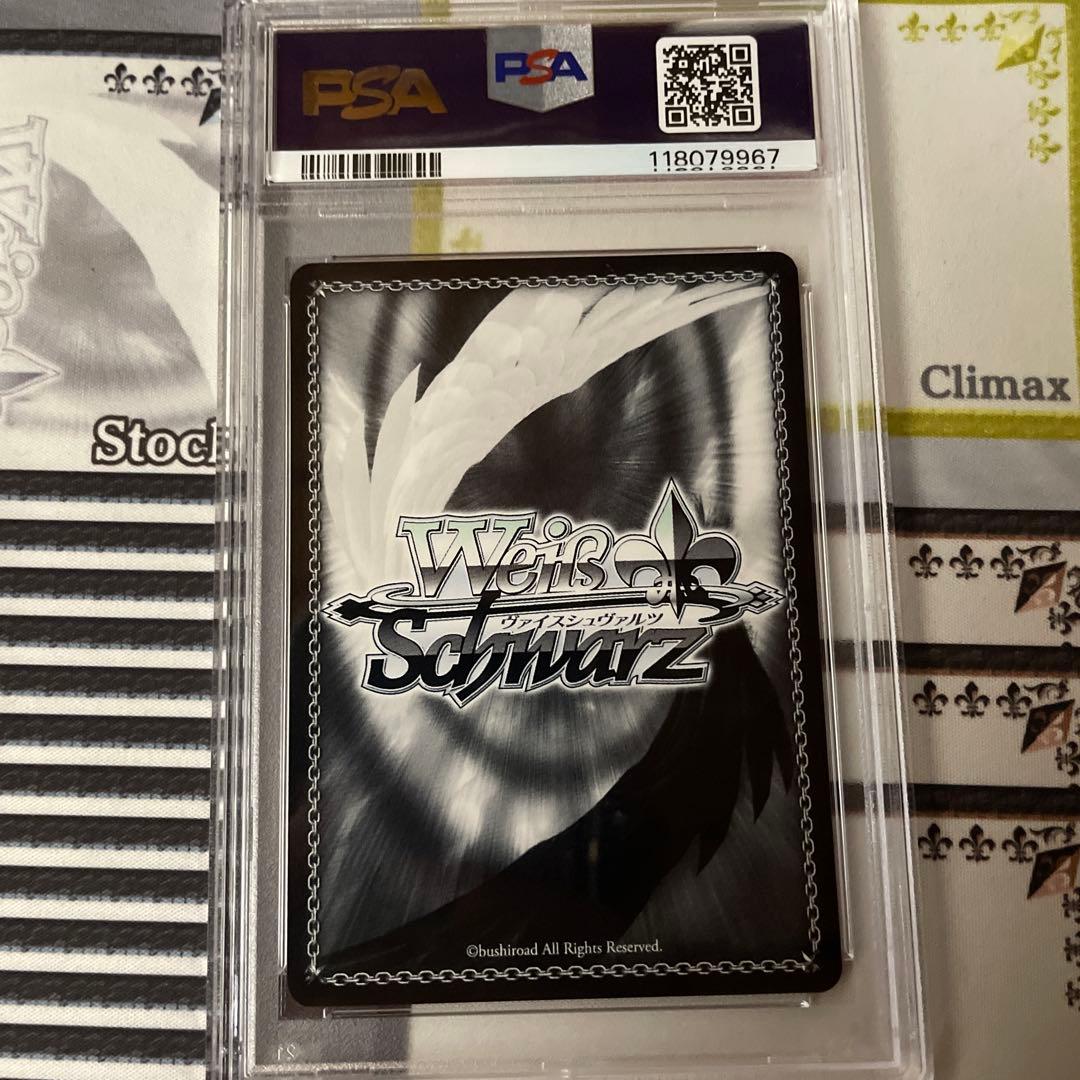 PSA
PSA
118079967
Climax
Stock
Weiß
ヴァイスシュヴァルツ
Schwarz
©bushiroad All Rights Reserved.